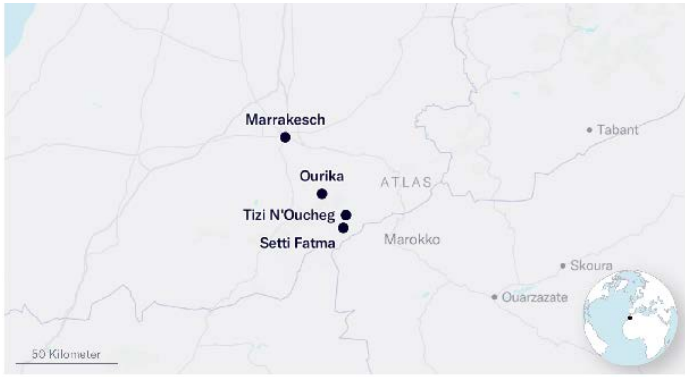 Marrakesch
Tabant
Ourika
ATLAS
Tizi N'Oucheg
Setti Fatma
Marokko
Skoura
Ouarzazate
50 Kilometer